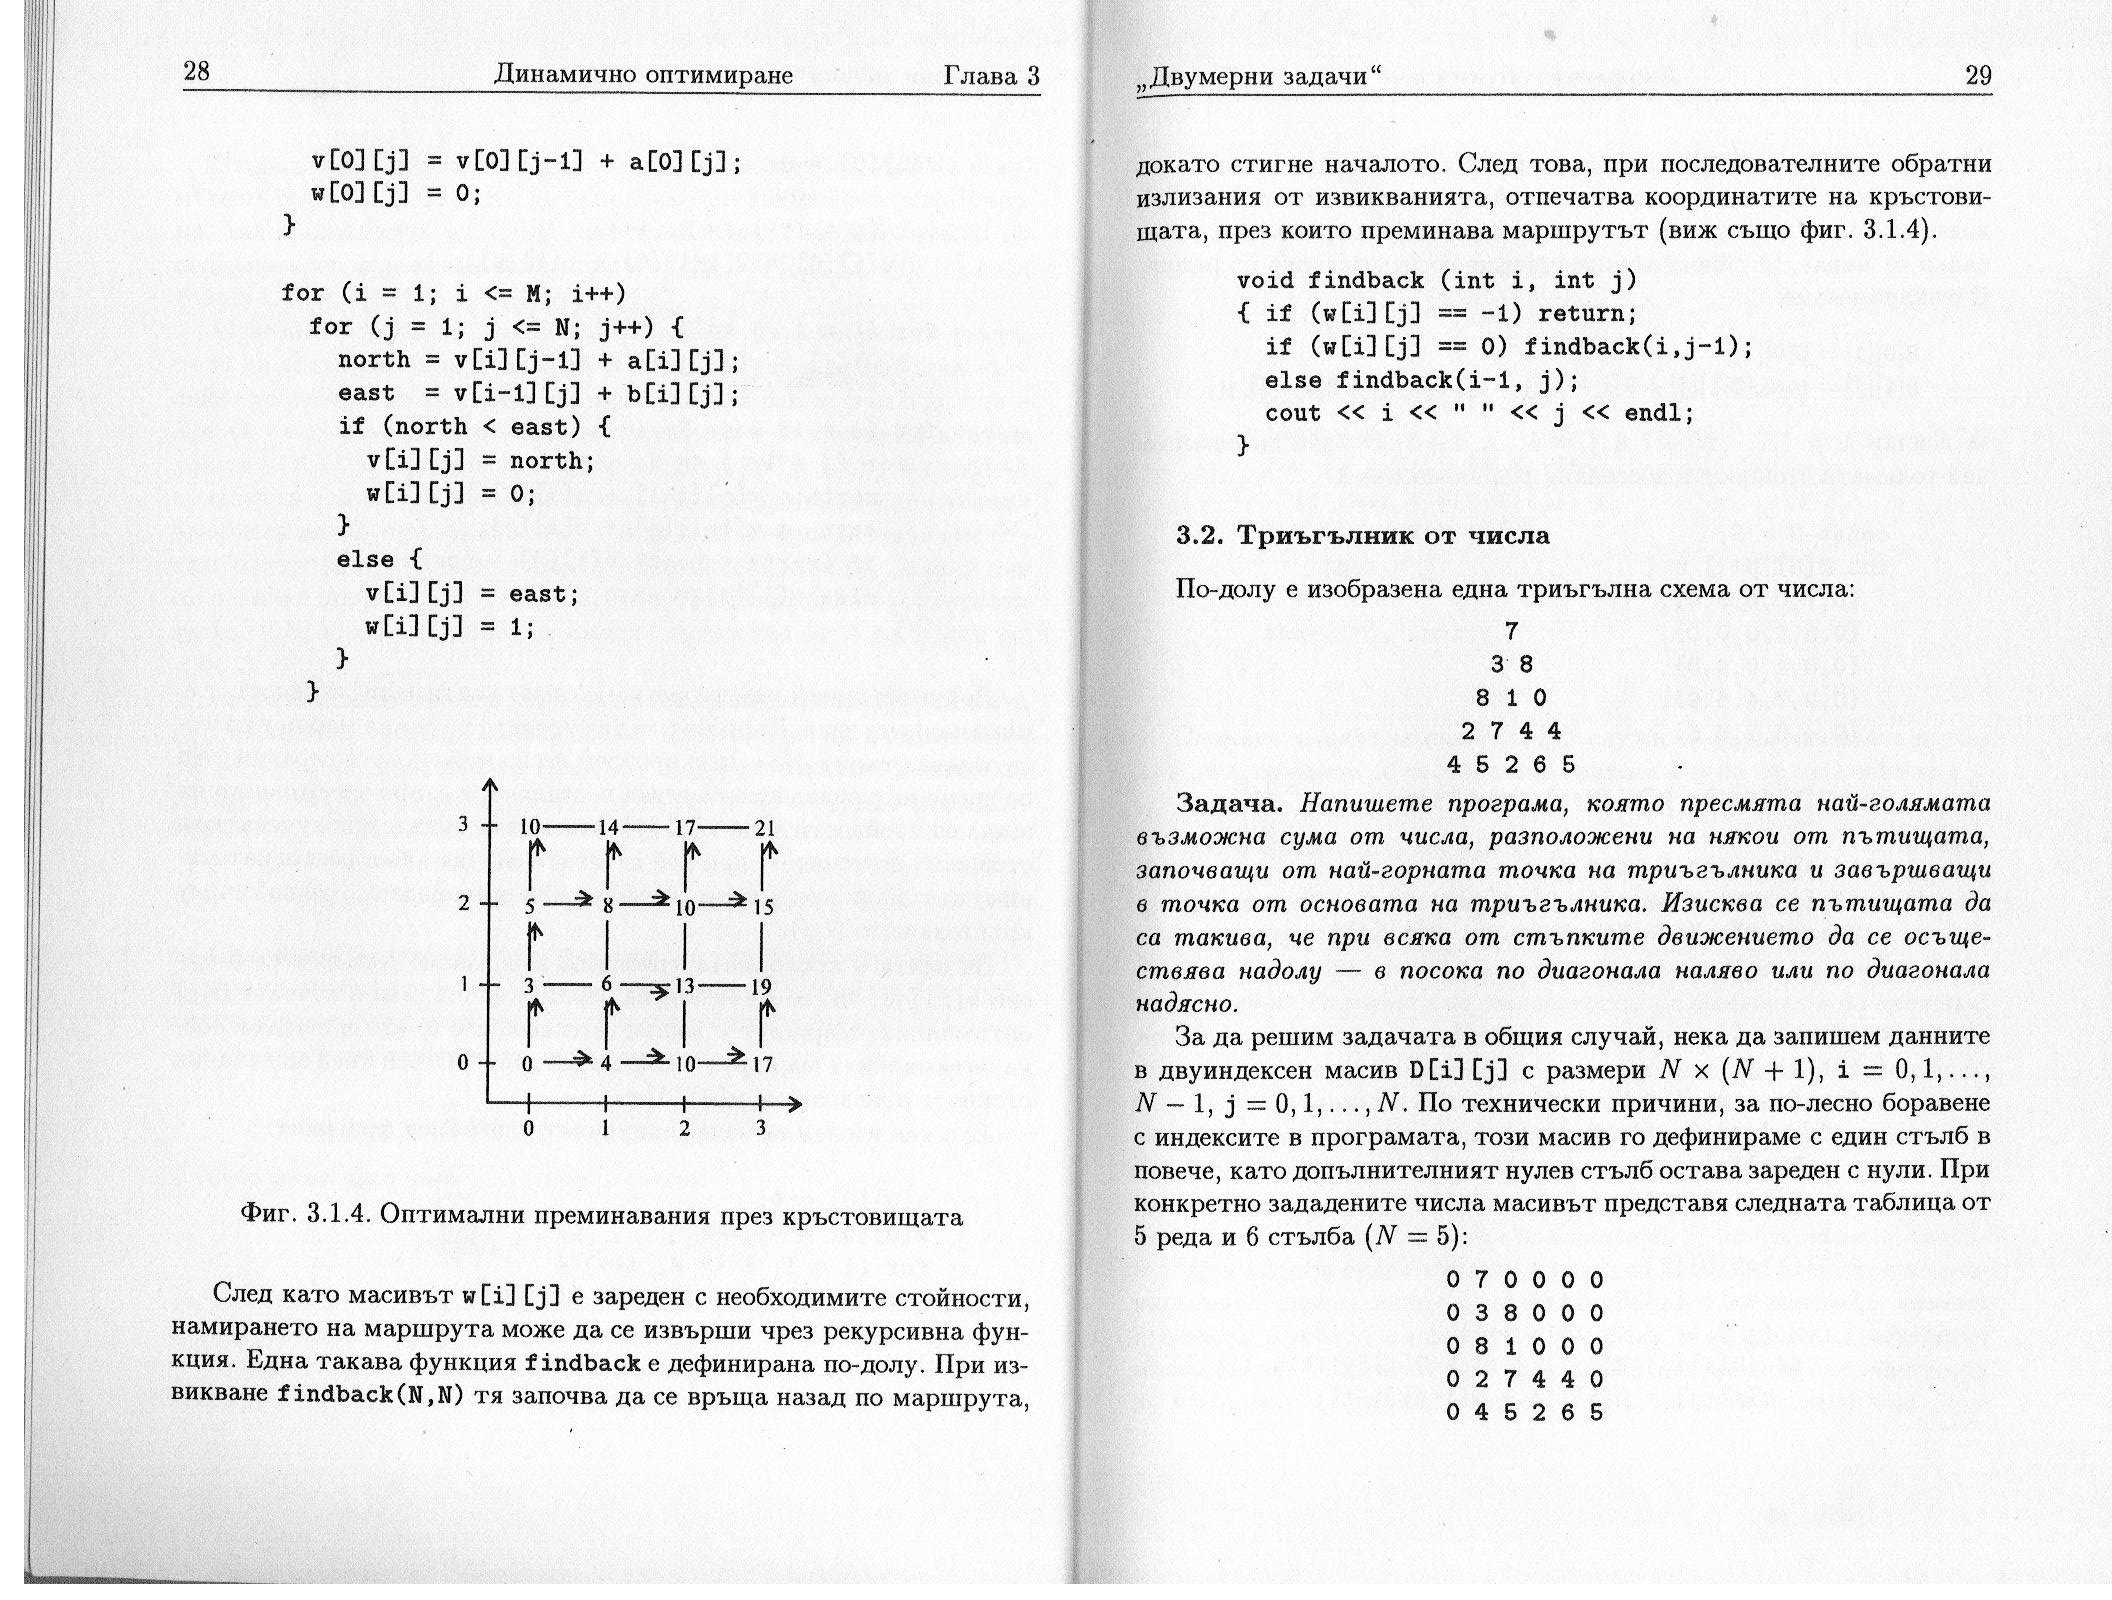 28 Динамично оптимиране Глава 3
v[0][j] = v[0][j-1] + a[0][j];
w[0][j] = 0;
}
for (i = 1; i <= M; i++)
for (j = 1; j <= N; j++) {
north = v[i][j-1] + a[i][j];
east = v[i-1][j] + b[i][j];
if (north < east) {
v[i][j] = north;
w[i][j] = 0;
}
else {
v[i][j] = east;
w[i][j] = 1;
}
}
3 10 14 17 21
2 5 8 10 15
1 3 6 13 19
0 0 4 10 17
0 1 2 3
Фиг. 3.1.4. Оптимални преминавания през кръстовищата
След като масивът w[i][j] е зареден с необходимите стойности,
намирането на маршрута може да се извърши чрез рекурсивна фун-
кция. Една такава функция findback е дефинирана по-долу. При из-
викване findback(N,N) тя започва да се връща назад по маршрута,
„Двумерни задачи“ 29
докато стигне началото. След това, при последователните обратни
излизания от извикванията, отпечатва координатите на кръстови-
щата, през които преминава маршрутът (виж също фиг. 3.1.4).
void findback (int i, int j)
{ if (w[i][j] == -1) return;
if (w[i][j] == 0) findback(i,j-1);
else findback(i-1, j);
cout << i << " " << j << endl;
}
3.2. Триъгълник от числа
По-долу е изобразена една триъгълна схема от числа:
7
3 8
8 1 0
2 7 4 4
4 5 2 6 5
Задача. Напишете програма, която пресмята най-голямата
възможна сума от числа, разположени на някои от пътищата,
започващи от най-горната точка на триъгълника и завършващи
в точка от основата на триъгълника. Изисква се пътищата да
са такива, че при всяка от стъпките движението да се осъще-
ствява надолу — в посока по диагонала наляво или по диагонала
надясно.
За да решим задачата в общия случай, нека да запишем данните
в двуиндексен масив D[i][j] с размери N × (N + 1), i = 0,1,...,
N − 1, j = 0,1,...,N. По технически причини, за по-лесно боравене
с индексите в програмата, този масив го дефинираме с един стълб в
повече, като допълнителният нулев стълб остава зареден с нули. При
конкретно зададените числа масивът представя следната таблица от
5 реда и 6 стълба (N = 5):
0 7 0 0 0 0
0 3 8 0 0 0
0 8 1 0 0 0
0 2 7 4 4 0
0 4 5 2 6 5